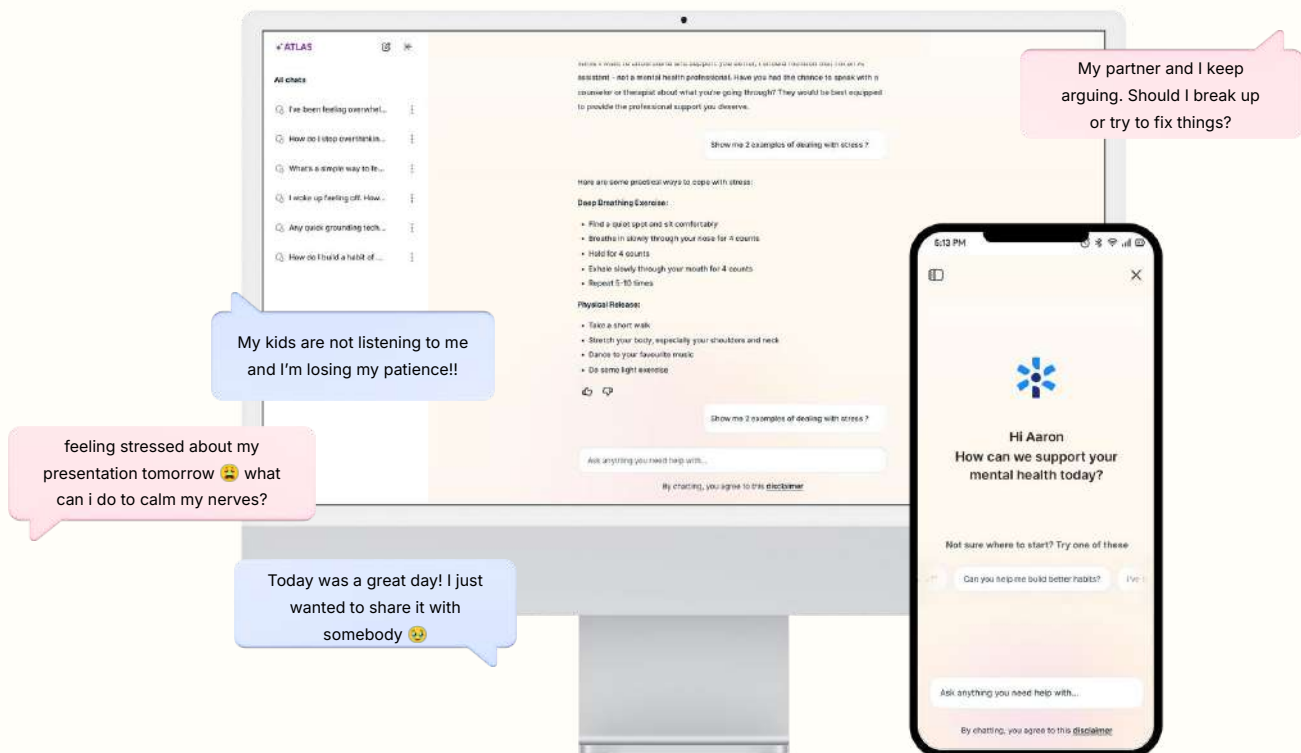 ATLAS
All chats
I've been feeling overwhel...
How do I stop overthinkin...
What's a simple way to fe...
I woke up feeling off. How...
Any quick grounding tech...
How do I build a habit of ...
assistant - not a mental health professional. Have you had the chance to speak with a
counselor or therapist about what you're going through? They would be best equipped
to provide the professional support you deserve.
Show me 2 examples of dealing with stress ?
Here are some practical ways to cope with stress:
Deep Breathing Exercise:
• Find a quiet spot and sit comfortably
• Breathe in slowly through your nose for 4 counts
• Hold for 4 counts
• Exhale slowly through your mouth for 4 counts
• Repeat 5-10 times
Physical Release:
• Take a short walk
• Stretch your body, especially your shoulders and neck
• Dance to your favourite music
• Do some light exercise
Show me 2 examples of dealing with stress ?
Ask anything you need help with...
By chatting, you agree to this disclaimer
My partner and I keep
arguing. Should I break up
or try to fix things?
My kids are not listening to me
and I'm losing my patience!!
feeling stressed about my
presentation tomorrow 😩 what
can i do to calm my nerves?
Today was a great day! I just
wanted to share it with
somebody 🥹
5:13 PM
Hi Aaron
How can we support your
mental health today?
Not sure where to start? Try one of these
Can you help me build better habits?
I've
Ask anything you need help with...
By chatting, you agree to this disclaimer